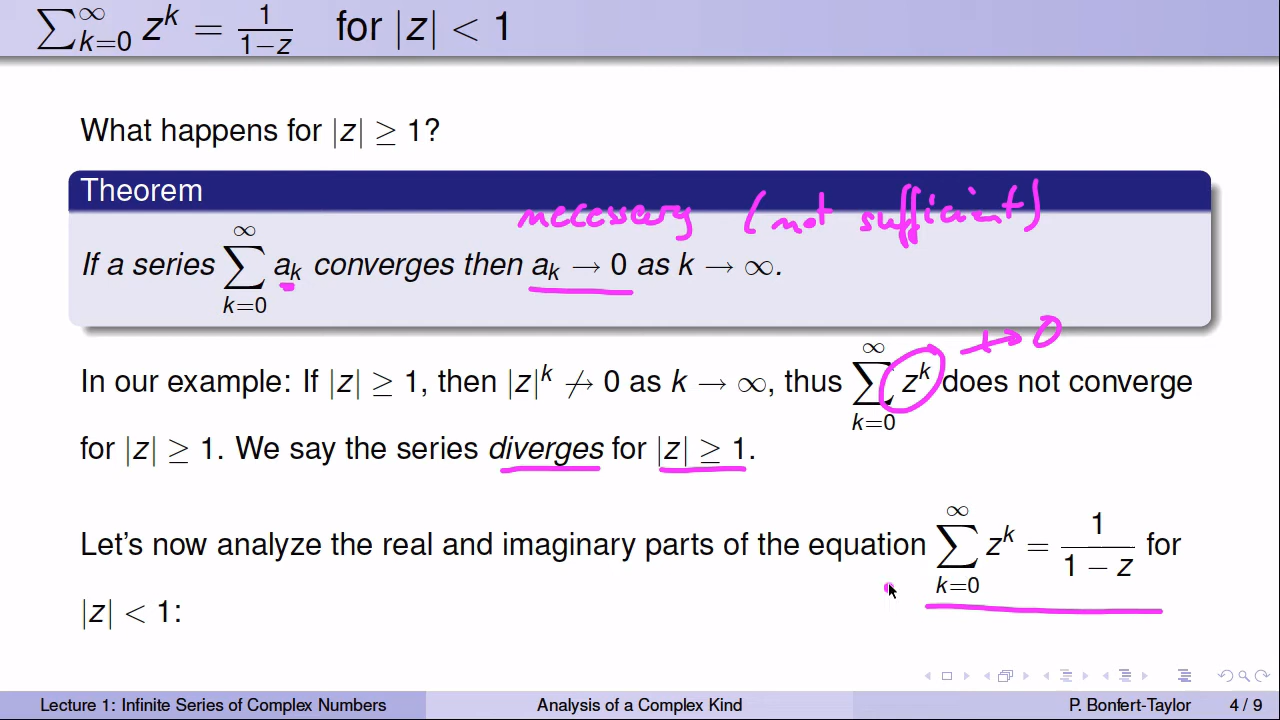 ∑_{k=0}^{∞} z^k = 1/(1−z) for |z| < 1
What happens for |z| ≥ 1?
Theorem
necessary (not sufficient)
If a series ∑_{k=0}^{∞} a_k converges then a_k → 0 as k → ∞.
↛ 0
In our example: If |z| ≥ 1, then |z|^k ↛ 0 as k → ∞, thus ∑_{k=0}^{∞} z^k does not converge
for |z| ≥ 1. We say the series diverges for |z| ≥ 1.
Let's now analyze the real and imaginary parts of the equation ∑_{k=0}^{∞} z^k = 1/(1 − z) for
|z| < 1:
Lecture 1: Infinite Series of Complex Numbers Analysis of a Complex Kind P. Bonfert-Taylor 4 / 9